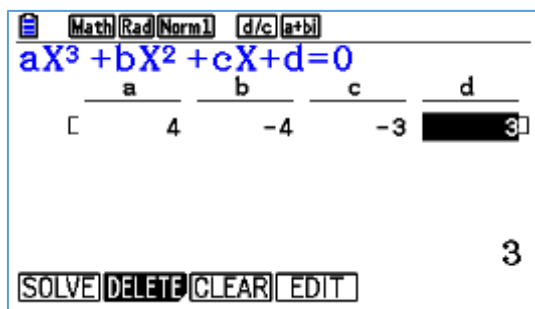 Math Rad Norm1 d/c a+bi
aX³+bX²+cX+d=0
a b c d
[ 4 -4 -3 3 ]
3
SOLVE DELETE CLEAR EDIT